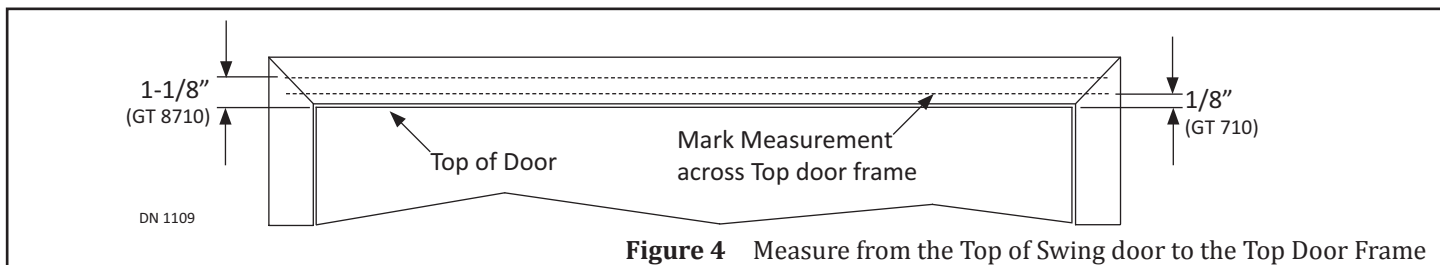 1-1/8”
(GT 8710)
1/8”
(GT 710)
Top of Door
Mark Measurement
across Top door frame
DN 1109
Figure 4 Measure from the Top of Swing door to the Top Door Frame